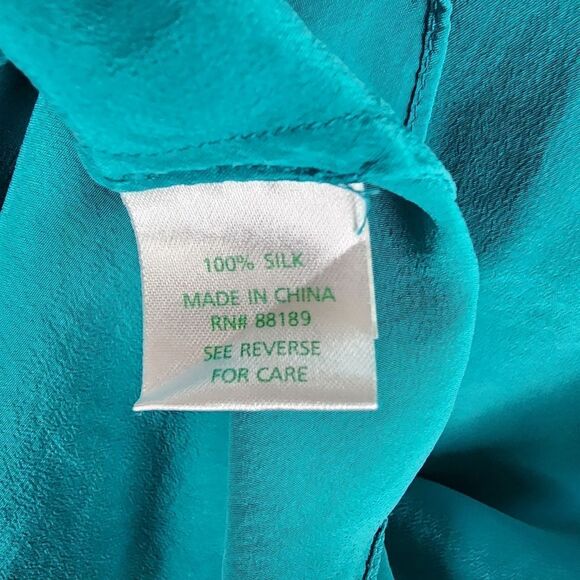 100% SILK
MADE IN CHINA
RN# 88189
SEE REVERSE
FOR CARE